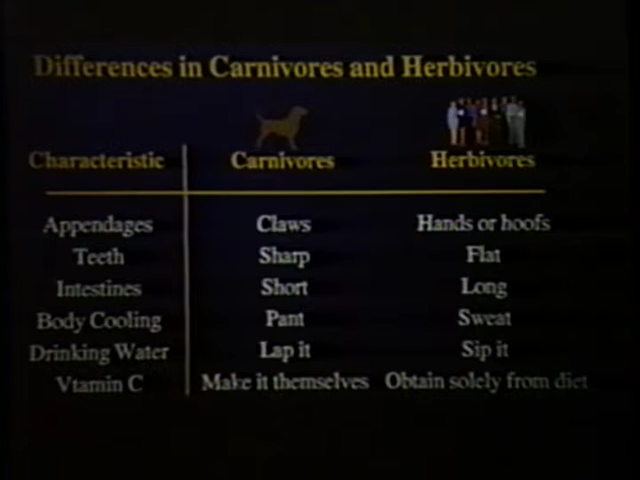 Differences in Carnivores and Herbivores
Characteristic Carnivores Herbivores
Appendages Claws Hands or hoofs
Teeth Sharp Flat
Intestines Short Long
Body Cooling Pant Sweat
Drinking Water Lap it Sip it
Vtamin C Make it themselves Obtain solely from diet